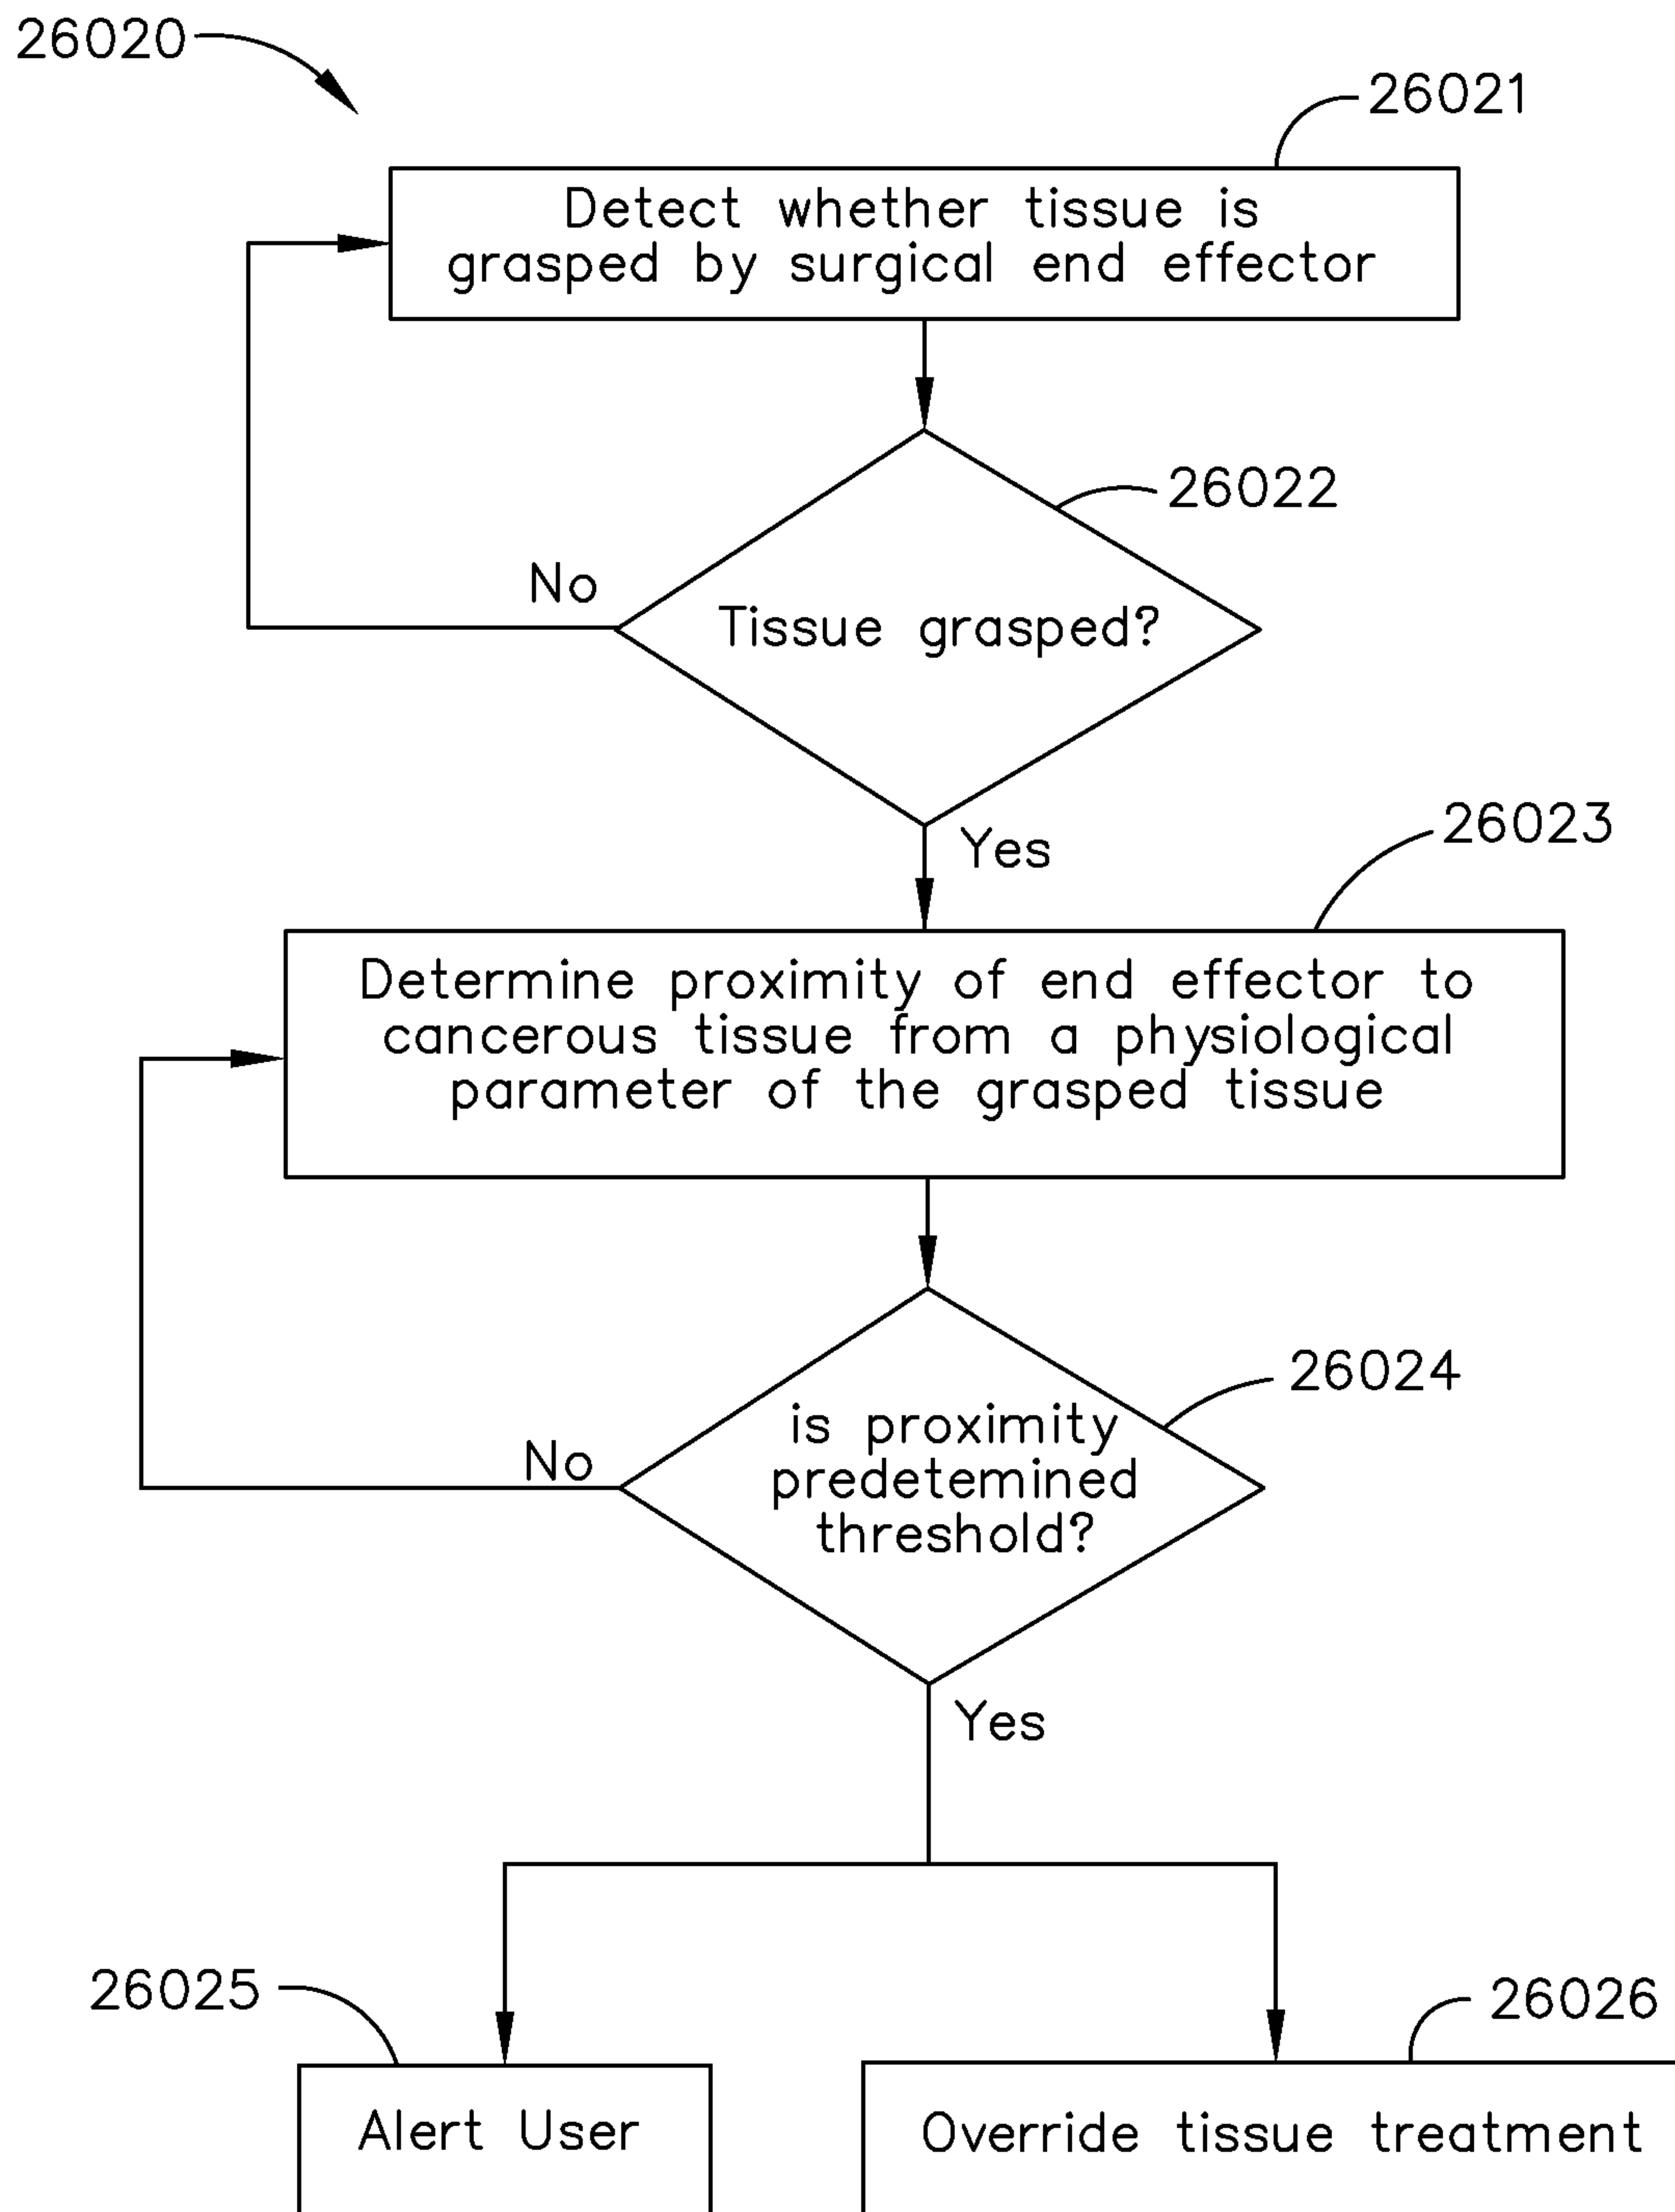 26020
26021
Detect whether tissue is
grasped by surgical end effector
26022
No
Tissue grasped?
Yes
26023
Determine proximity of end effector to
cancerous tissue from a physiological
parameter of the grasped tissue
26024
No
is proximity
predetemined
threshold?
Yes
26025
26026
Alert User
Override tissue treatment